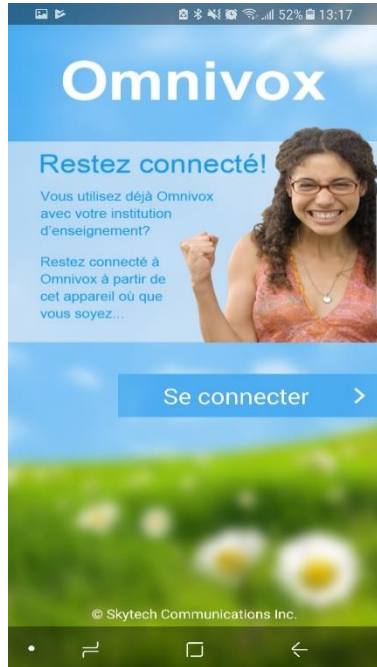 52% 13:17
Omnivox
Restez connecté!
Vous utilisez déjà Omnivox
avec votre institution
d'enseignement?
Restez connecté à
Omnivox à partir de
cet appareil où que
vous soyez...
Se connecter
© Skytech Communications Inc.